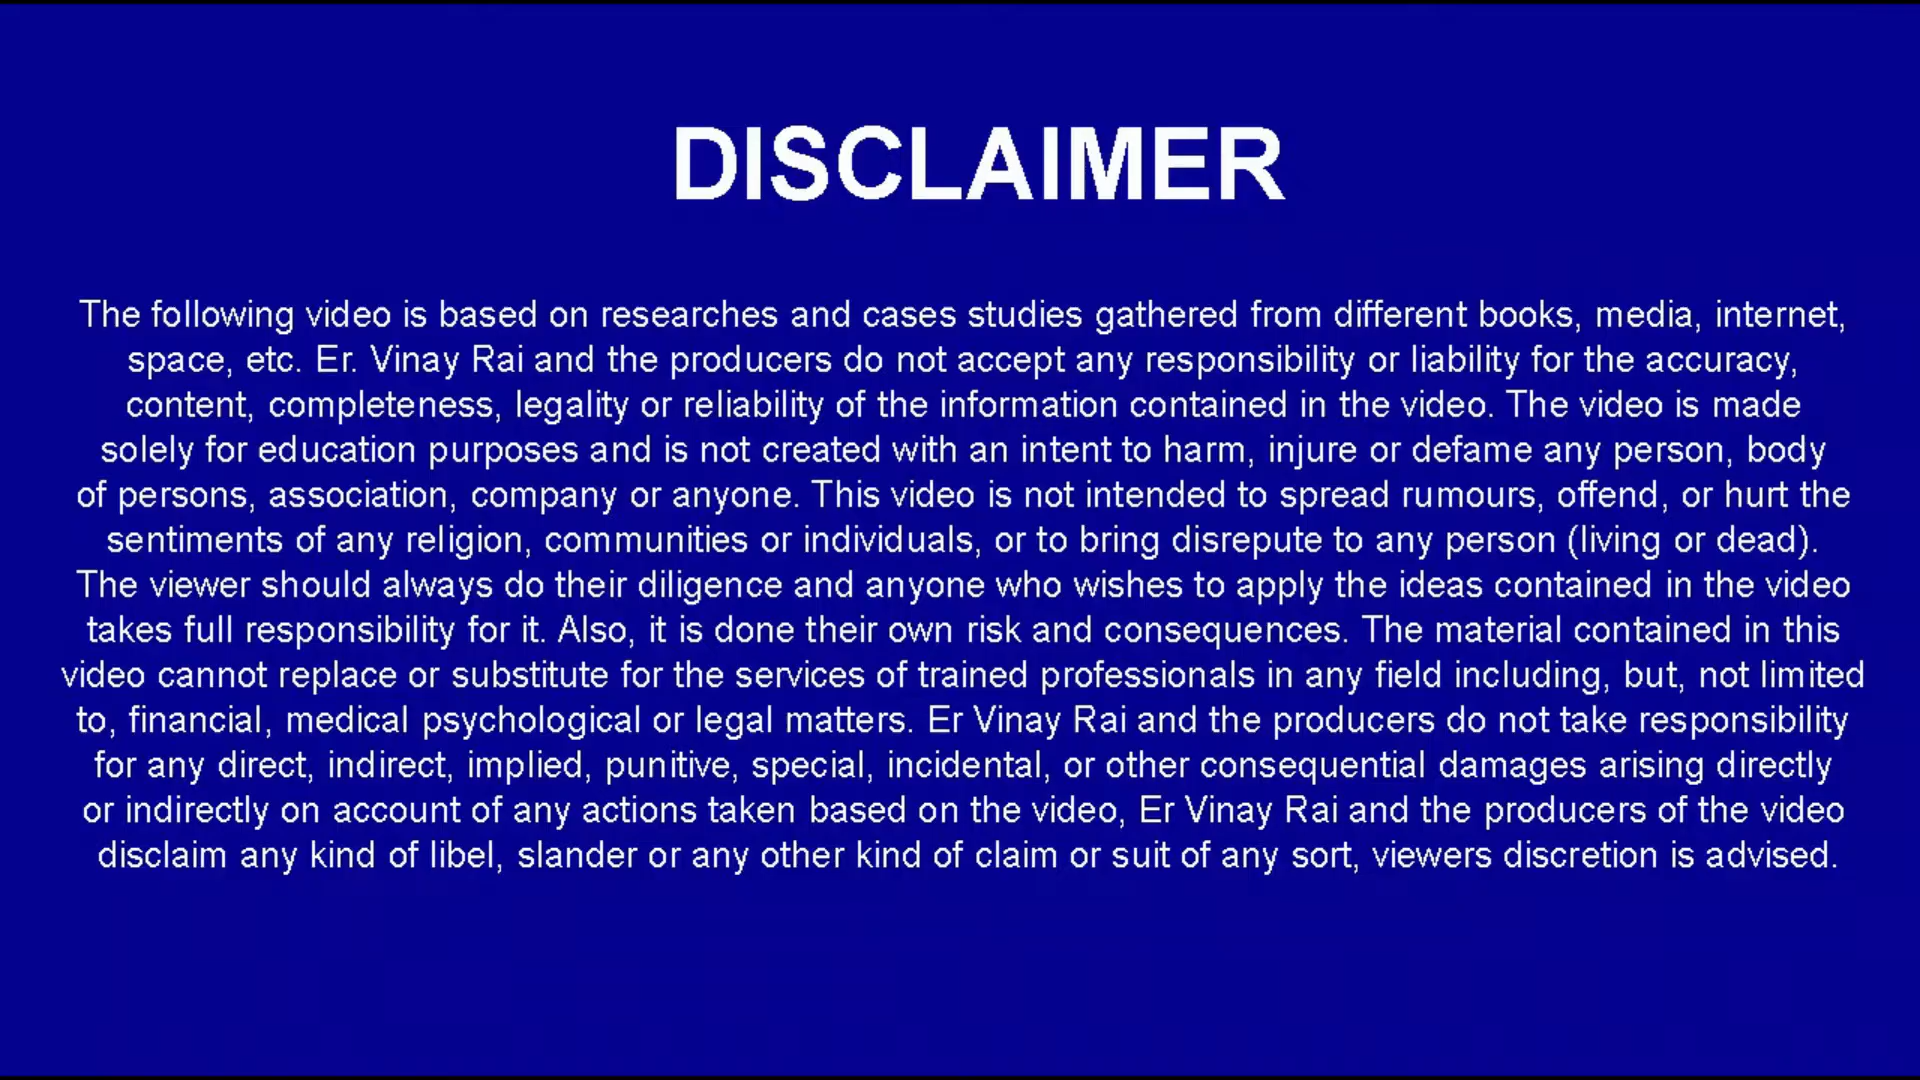 DISCLAIMER
The following video is based on researches and cases studies gathered from different books, media, internet,
space, etc. Er. Vinay Rai and the producers do not accept any responsibility or liability for the accuracy,
content, completeness, legality or reliability of the information contained in the video. The video is made
solely for education purposes and is not created with an intent to harm, injure or defame any person, body
of persons, association, company or anyone. This video is not intended to spread rumours, offend, or hurt the
sentiments of any religion, communities or individuals, or to bring disrepute to any person (living or dead).
The viewer should always do their diligence and anyone who wishes to apply the ideas contained in the video
takes full responsibility for it. Also, it is done their own risk and consequences. The material contained in this
video cannot replace or substitute for the services of trained professionals in any field including, but, not limited
to, financial, medical psychological or legal matters. Er Vinay Rai and the producers do not take responsibility
for any direct, indirect, implied, punitive, special, incidental, or other consequential damages arising directly
or indirectly on account of any actions taken based on the video, Er Vinay Rai and the producers of the video
disclaim any kind of libel, slander or any other kind of claim or suit of any sort, viewers discretion is advised.